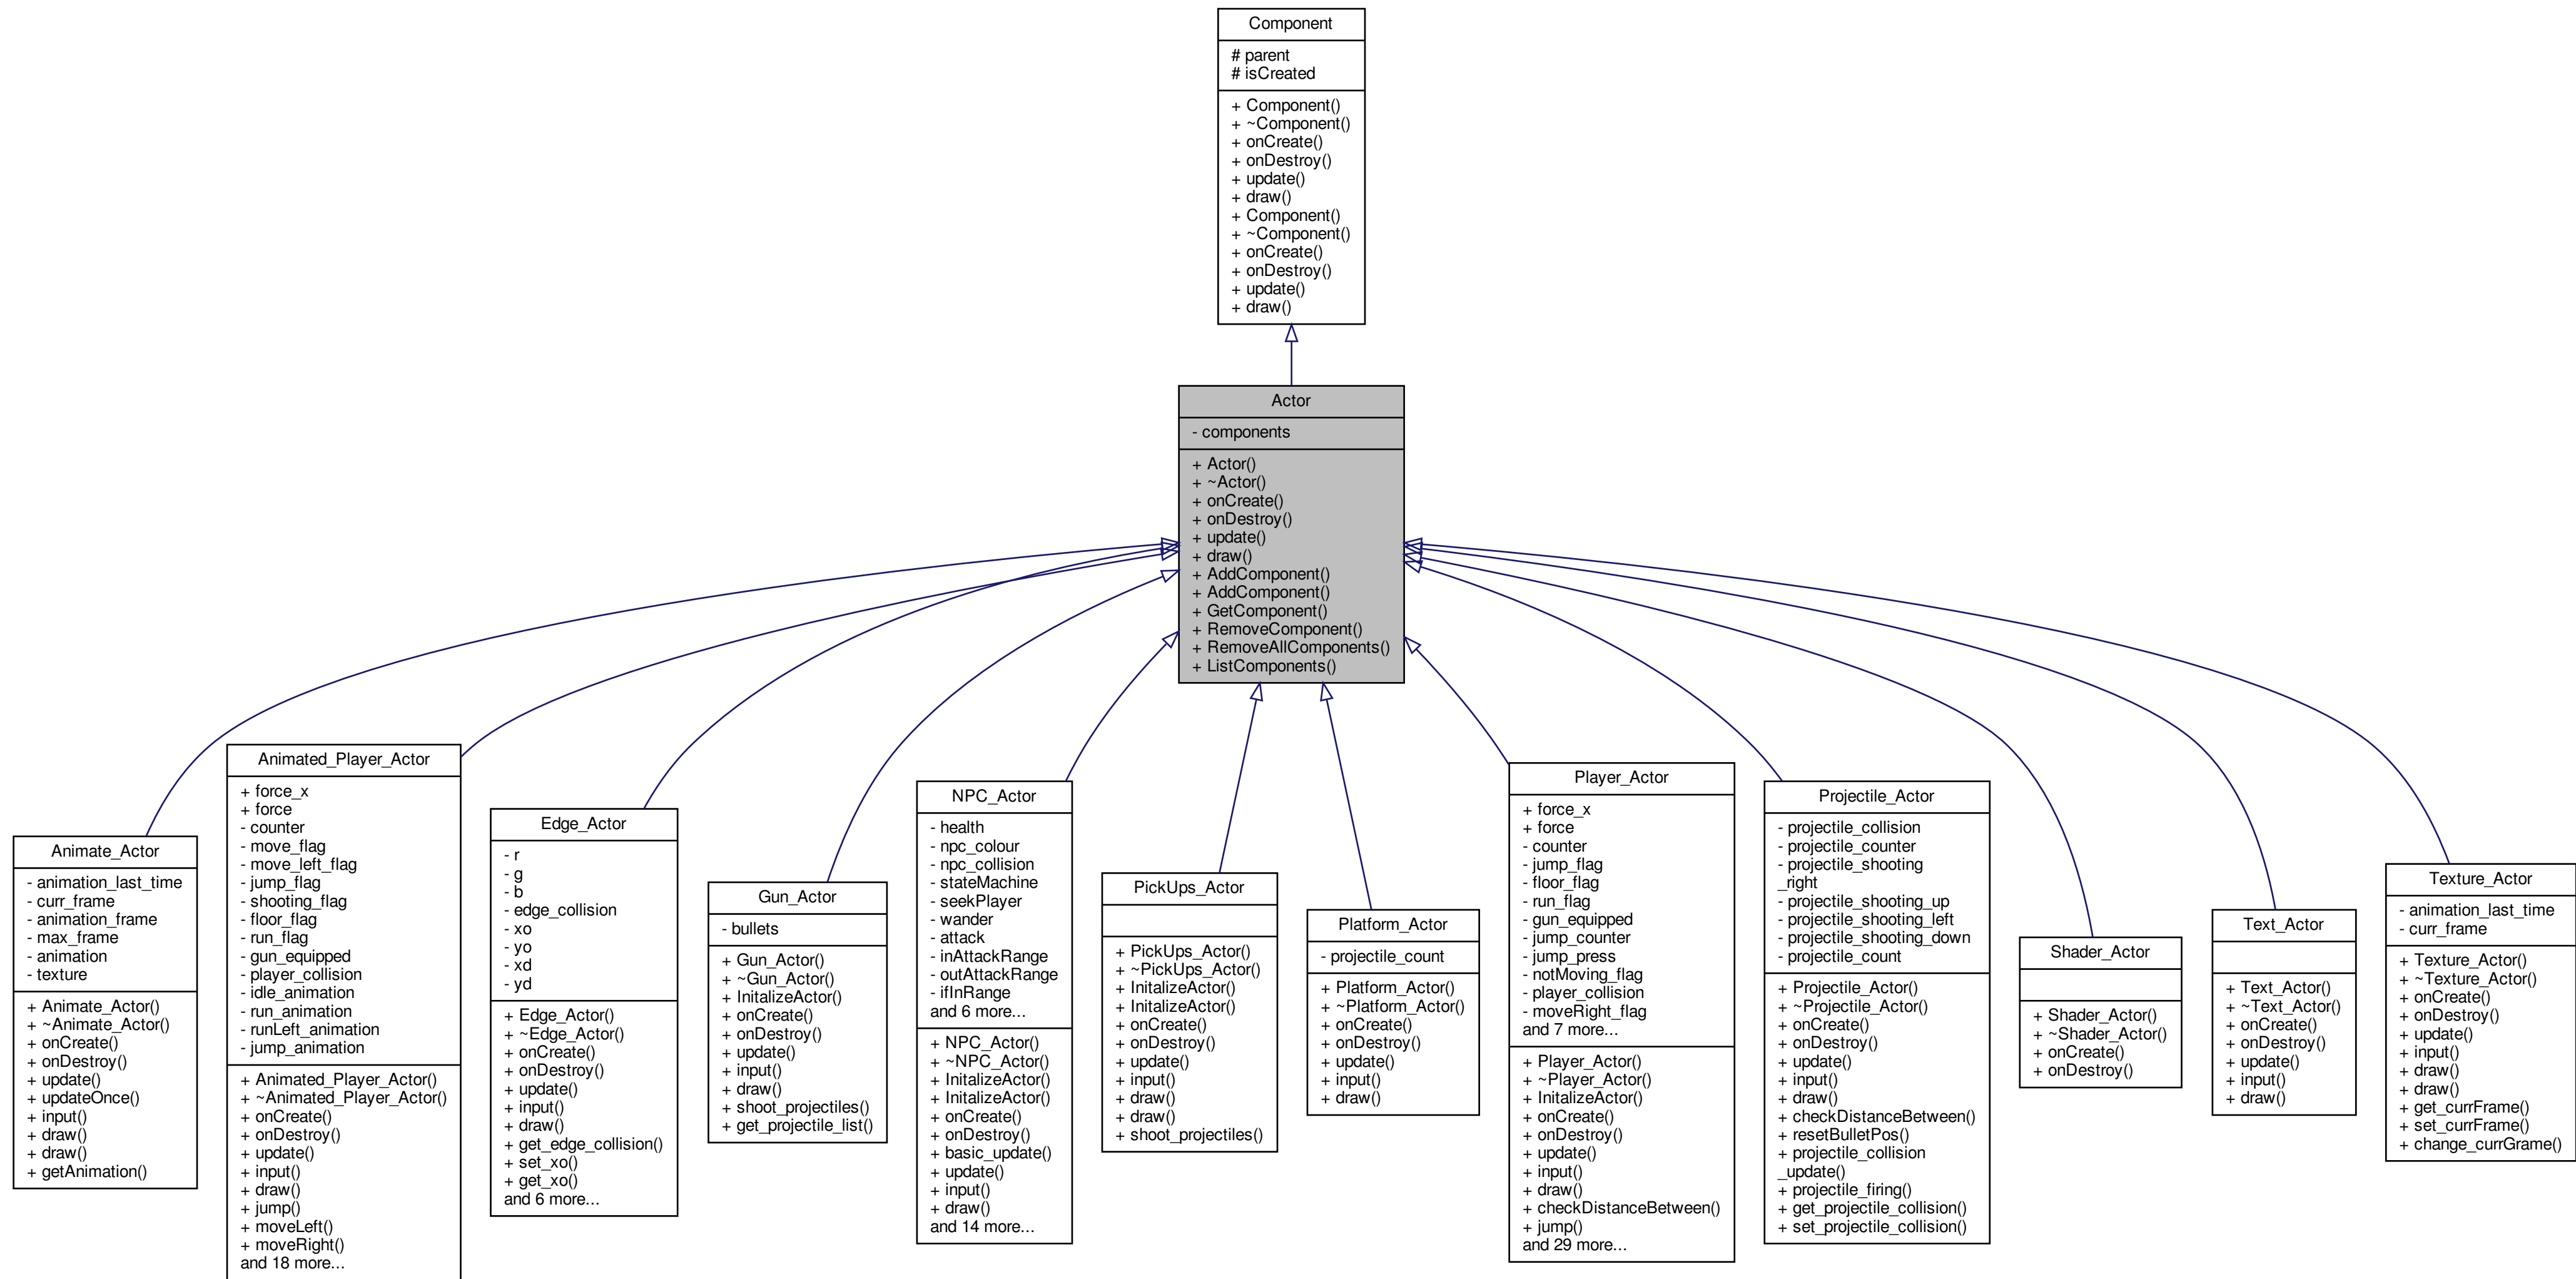 Component
# parent
# isCreated
+ Component()
+ ~Component()
+ onCreate()
+ onDestroy()
+ update()
+ draw()
+ Component()
+ ~Component()
+ onCreate()
+ onDestroy()
+ update()
+ draw()
Actor
- components
+ Actor()
+ ~Actor()
+ onCreate()
+ onDestroy()
+ update()
+ draw()
+ AddComponent()
+ AddComponent()
+ GetComponent()
+ RemoveComponent()
+ RemoveAllComponents()
+ ListComponents()
Animate_Actor
- animation_last_time
- curr_frame
- animation_frame
- max_frame
- animation
- texture
+ Animate_Actor()
+ ~Animate_Actor()
+ onCreate()
+ onDestroy()
+ update()
+ updateOnce()
+ input()
+ draw()
+ draw()
+ getAnimation()
Animated_Player_Actor
+ force_x
+ force
- counter
- move_flag
- move_left_flag
- jump_flag
- shooting_flag
- floor_flag
- run_flag
- gun_equipped
- player_collision
- idle_animation
- run_animation
- runLeft_animation
- jump_animation
+ Animated_Player_Actor()
+ ~Animated_Player_Actor()
+ onCreate()
+ onDestroy()
+ update()
+ input()
+ draw()
+ jump()
+ moveLeft()
+ moveRight()
and 18 more...
Edge_Actor
- r
- g
- b
- edge_collision
- xo
- yo
- xd
- yd
+ Edge_Actor()
+ ~Edge_Actor()
+ onCreate()
+ onDestroy()
+ update()
+ input()
+ draw()
+ get_edge_collision()
+ set_xo()
+ get_xo()
and 6 more...
Gun_Actor
- bullets
+ Gun_Actor()
+ ~Gun_Actor()
+ InitalizeActor()
+ onCreate()
+ onDestroy()
+ update()
+ input()
+ draw()
+ shoot_projectiles()
+ get_projectile_list()
NPC_Actor
- health
- npc_colour
- npc_collision
- stateMachine
- seekPlayer
- wander
- attack
- inAttackRange
- outAttackRange
- ifInRange
and 6 more...
+ NPC_Actor()
+ ~NPC_Actor()
+ InitalizeActor()
+ InitalizeActor()
+ onCreate()
+ onDestroy()
+ basic_update()
+ update()
+ input()
+ draw()
and 14 more...
PickUps_Actor
+ PickUps_Actor()
+ ~PickUps_Actor()
+ InitalizeActor()
+ InitalizeActor()
+ onCreate()
+ onDestroy()
+ update()
+ input()
+ draw()
+ draw()
+ shoot_projectiles()
Platform_Actor
- projectile_count
+ Platform_Actor()
+ ~Platform_Actor()
+ onCreate()
+ onDestroy()
+ update()
+ input()
+ draw()
Player_Actor
+ force_x
+ force
- counter
- jump_flag
- floor_flag
- run_flag
- gun_equipped
- jump_counter
- jump_press
- notMoving_flag
- player_collision
- moveRight_flag
and 7 more...
+ Player_Actor()
+ ~Player_Actor()
+ InitalizeActor()
+ onCreate()
+ onDestroy()
+ update()
+ input()
+ draw()
+ checkDistanceBetween()
+ jump()
and 29 more...
Projectile_Actor
- projectile_collision
- projectile_counter
- projectile_shooting
_right
- projectile_shooting_up
- projectile_shooting_left
- projectile_shooting_down
- projectile_count
+ Projectile_Actor()
+ ~Projectile_Actor()
+ onCreate()
+ onDestroy()
+ update()
+ input()
+ draw()
+ checkDistanceBetween()
+ resetBulletPos()
+ projectile_collision
_update()
+ projectile_firing()
+ get_projectile_collision()
+ set_projectile_collision()
Shader_Actor
+ Shader_Actor()
+ ~Shader_Actor()
+ onCreate()
+ onDestroy()
Text_Actor
+ Text_Actor()
+ ~Text_Actor()
+ onCreate()
+ onDestroy()
+ update()
+ input()
+ draw()
Texture_Actor
- animation_last_time
- curr_frame
+ Texture_Actor()
+ ~Texture_Actor()
+ onCreate()
+ onDestroy()
+ update()
+ input()
+ draw()
+ draw()
+ get_currFrame()
+ set_currFrame()
+ change_currGrame()